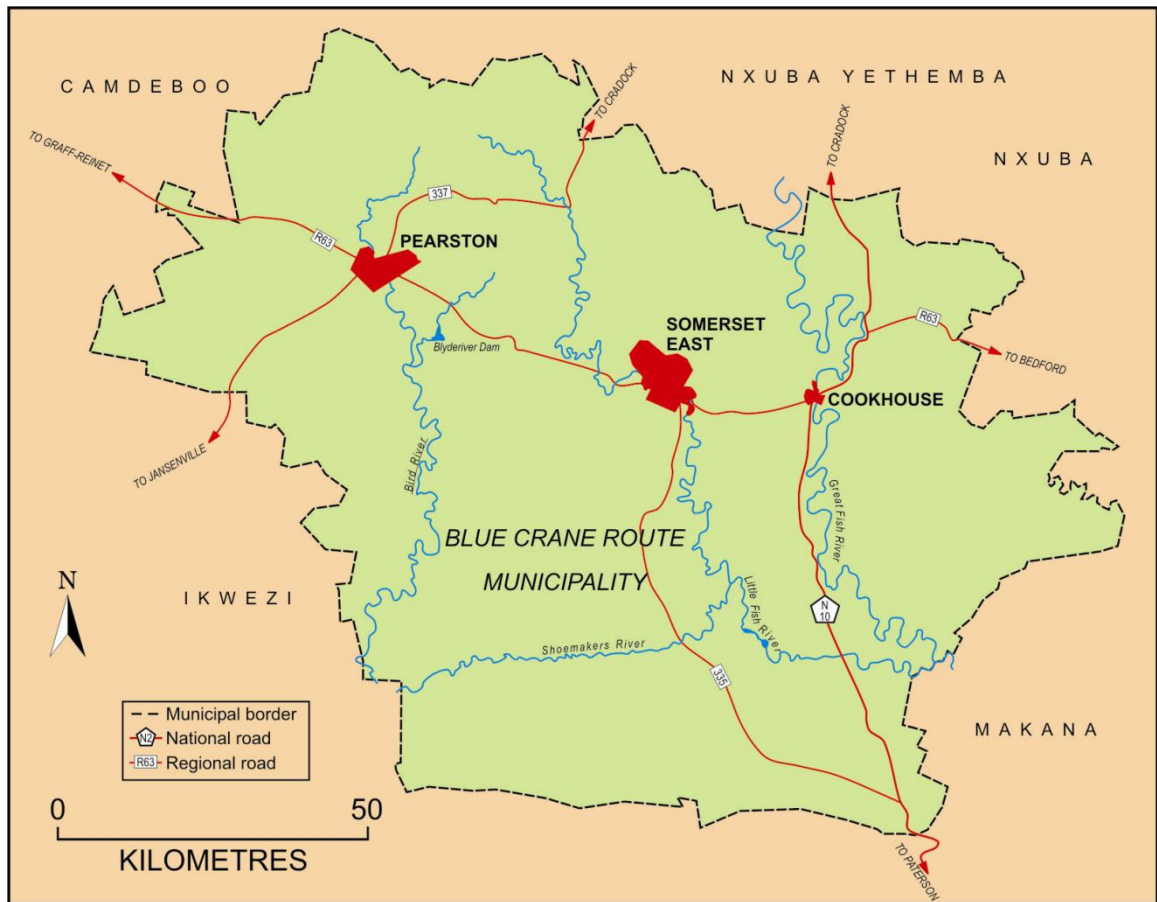 CAMDEBOO
NXUBA YETHEMBA
NXUBA
TO CRADOCK
TO CRADOCK
TO GRAFF-REINET
337
R63
PEARSTON
R63
TO BEDFORD
SOMERSET
EAST
Blyderiver Dam
COOKHOUSE
TO JANSENVILLE
Bird River
Great Fish River
BLUE CRANE ROUTE
MUNICIPALITY
N
IKWEZI
Little Fish River
N
10
Shoemakers River
335
MAKANA
Municipal border
N2 National road
R63 Regional road
0 50
KILOMETRES
TO PATERSON